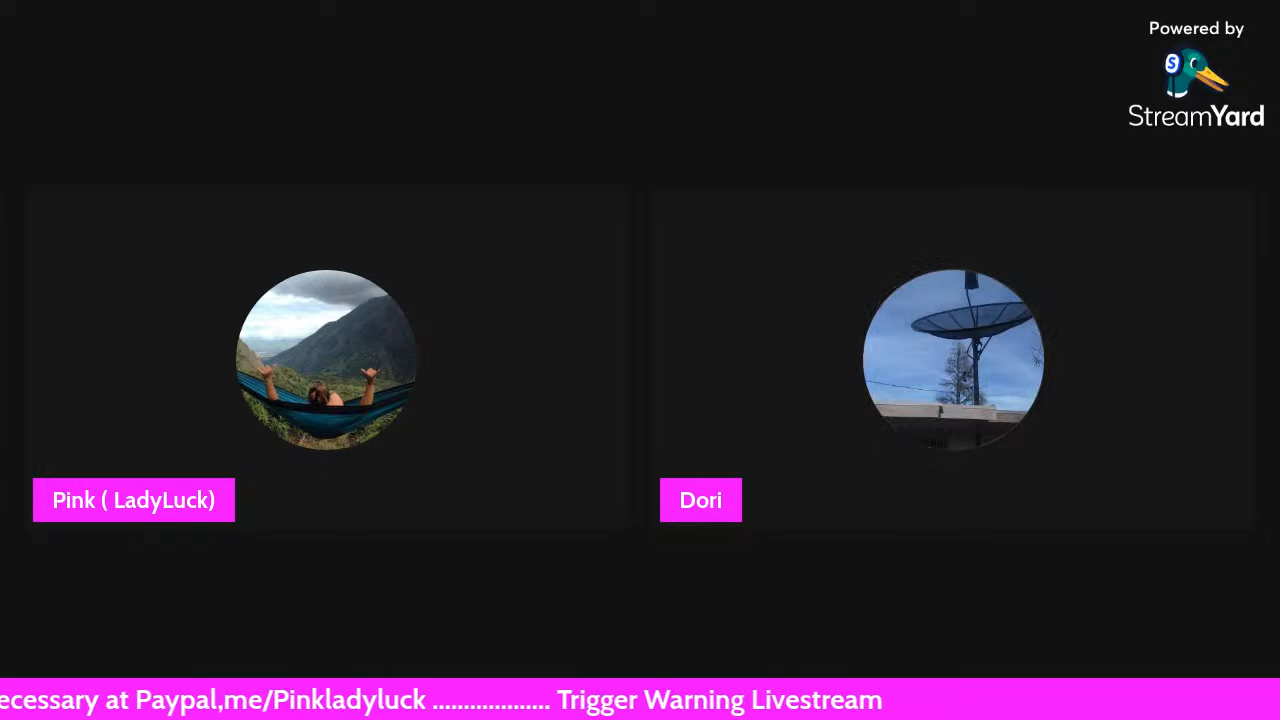 Powered by
S
StreamYard
Pink ( LadyLuck)
Dori
ecessary at Paypal,me/Pinkladyluck ................... Trigger Warning Livestream